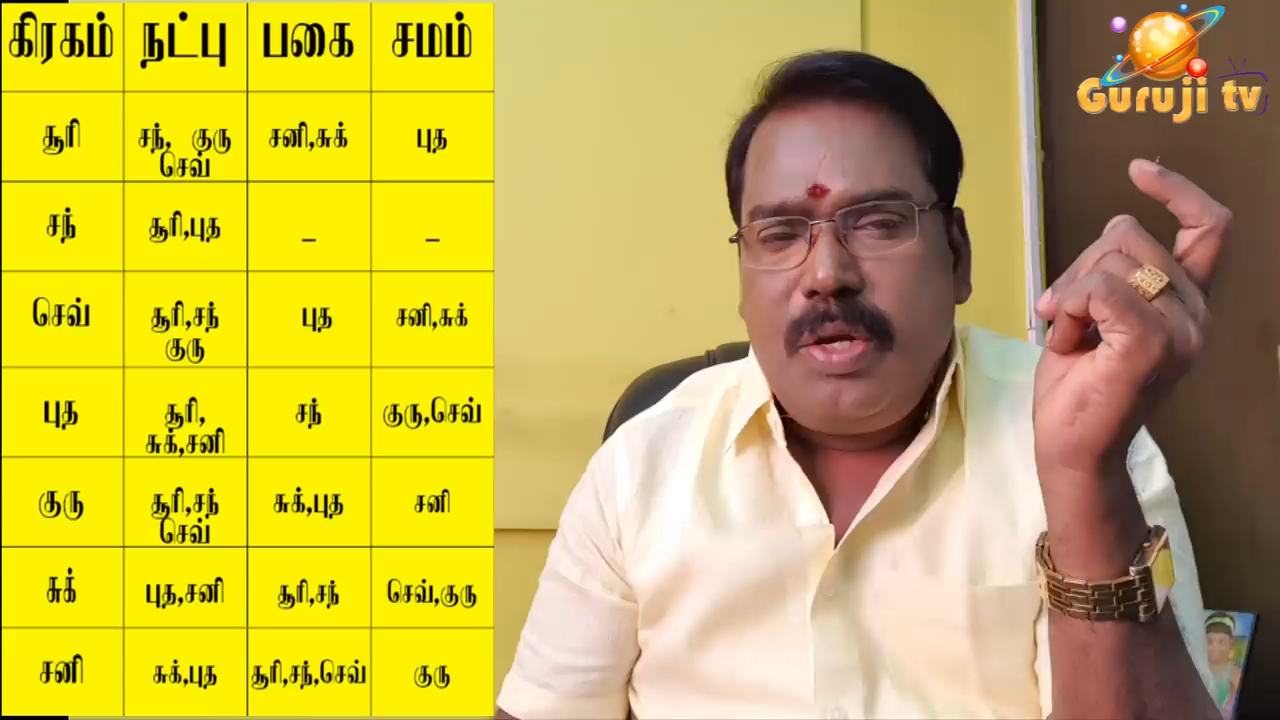 கிரகம் நட்பு பகை சமம்
சூரி சந், குரு செவ் சனி,சுக் புத
சந் சூரி,புத _ _
செவ் சூரி,சந் குரு புத சனி,சுக்
புத சூரி, சுக்,சனி சந் குரு,செவ்
குரு சூரி,சந் செவ் சுக்,புத சனி
சுக் புத,சனி சூரி,சந் செவ்,குரு
சனி சுக்,புத சூரி,சந்,செவ் குரு
Guruji tv